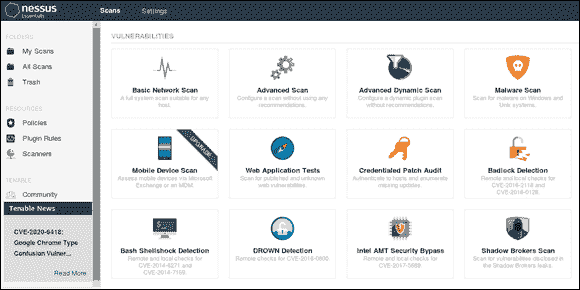 nessus
Essentials
Scans
Settings
FOLDERS
My Scans
All Scans
Trash
RESOURCES
Policies
Plugin Rules
Scanners
TENABLE
Community
Tenable News
CVE-2020-6418:
Google Chrome Type
Confusion Vulner...
Read More
VULNERABILITIES
Basic Network Scan
A full system scan suitable for any
host.
Advanced Scan
Configure a scan without using any
recommendations.
Advanced Dynamic Scan
Configure a dynamic plugin scan
without recommendations.
Malware Scan
Scan for malware on Windows and
Unix systems.
UPGRADE
Mobile Device Scan
Assess mobile devices via Microsoft
Exchange or an MDM.
Web Application Tests
Scan for published and unknown
web vulnerabilities.
Credentialed Patch Audit
Authenticate to hosts and enumerate
missing updates.
Badlock Detection
Remote and local checks for
CVE-2016-2118 and
CVE-2016-0128.
Bash Shellshock Detection
Remote and local checks for
CVE-2014-6271 and
CVE-2014-7169.
DROWN Detection
Remote checks for CVE-2016-0800.
Intel AMT Security Bypass
Remote and local checks for
CVE-2017-5689.
Shadow Brokers Scan
Scan for vulnerabilities disclosed in
the Shadow Brokers leaks.